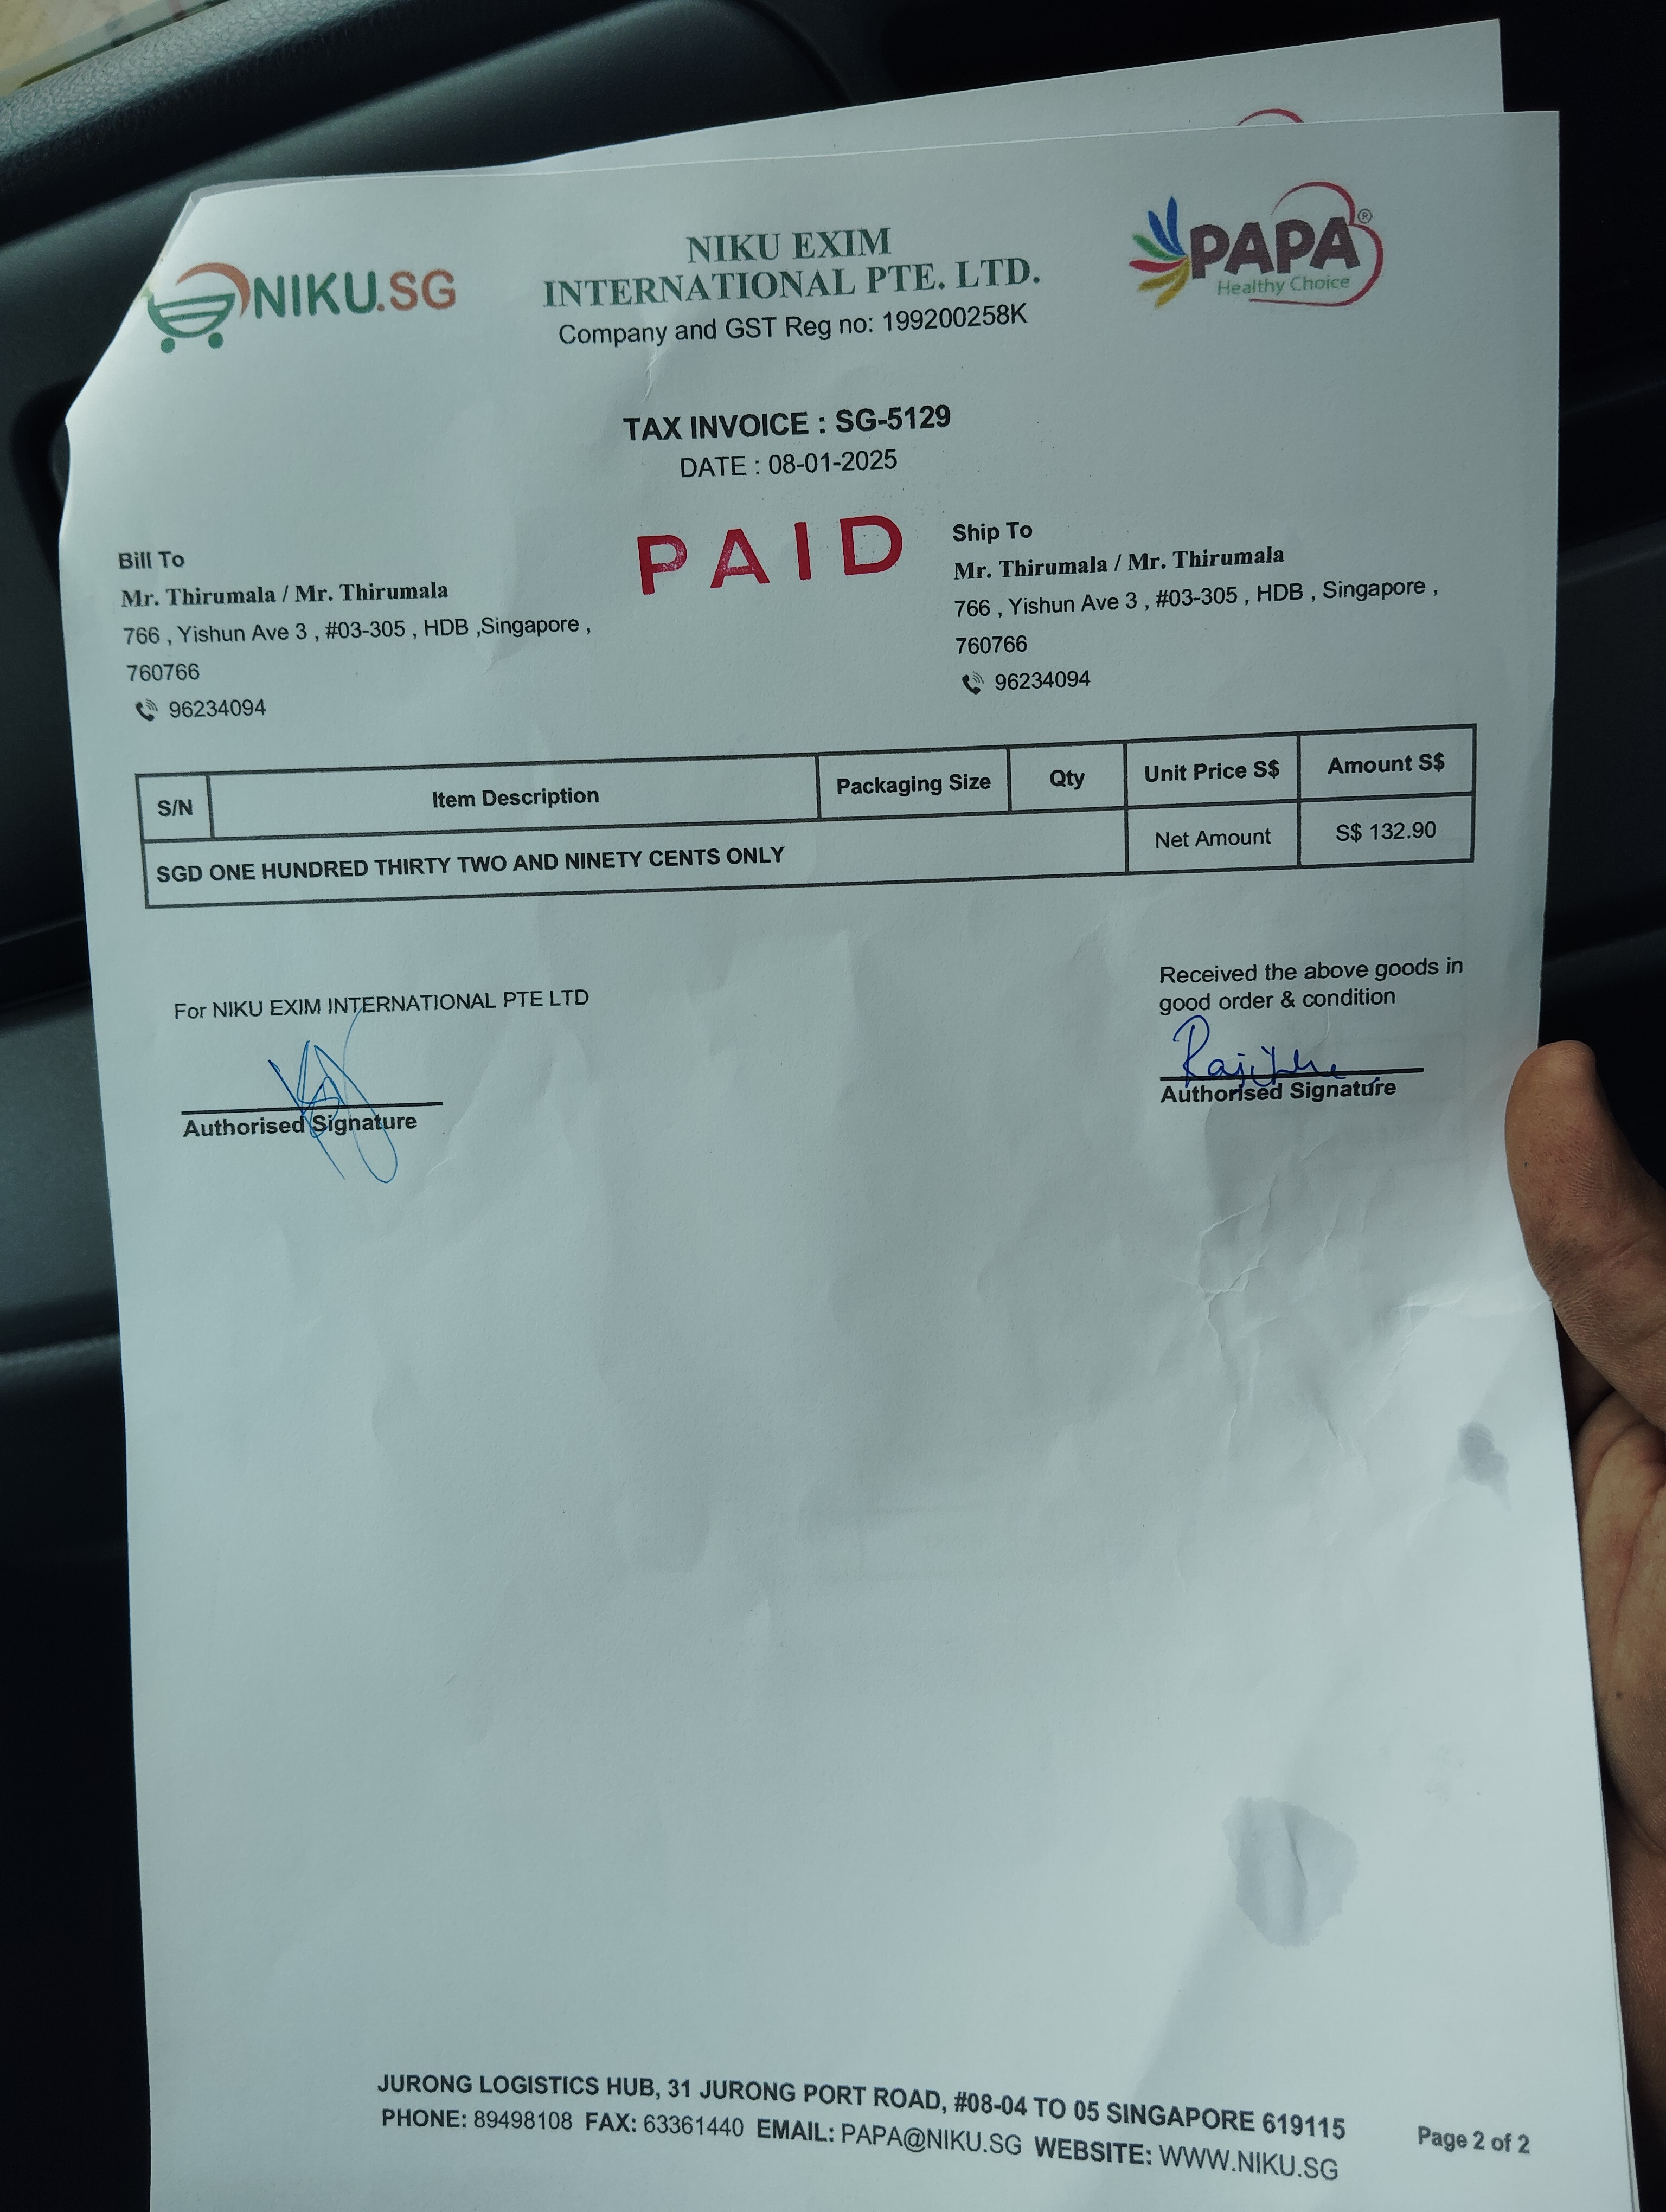 NIKU.SG
NIKU EXIM
INTERNATIONAL PTE. LTD.
Company and GST Reg no: 199200258K
PAPA®
Healthy Choice
TAX INVOICE : SG-5129
DATE : 08-01-2025
PAID
Bill To
Mr. Thirumala / Mr. Thirumala
766 , Yishun Ave 3 , #03-305 , HDB ,Singapore ,
760766
96234094
Ship To
Mr. Thirumala / Mr. Thirumala
766 , Yishun Ave 3 , #03-305 , HDB , Singapore ,
760766
96234094
S/N Item Description Packaging Size Qty Unit Price S$ Amount S$
SGD ONE HUNDRED THIRTY TWO AND NINETY CENTS ONLY Net Amount S$ 132.90
For NIKU EXIM INTERNATIONAL PTE LTD
Authorised Signature
Received the above goods in
good order & condition
Authorised Signature
JURONG LOGISTICS HUB, 31 JURONG PORT ROAD, #08-04 TO 05 SINGAPORE 619115
PHONE: 89498108 FAX: 63361440 EMAIL: PAPA@NIKU.SG WEBSITE: WWW.NIKU.SG
Page 2 of 2